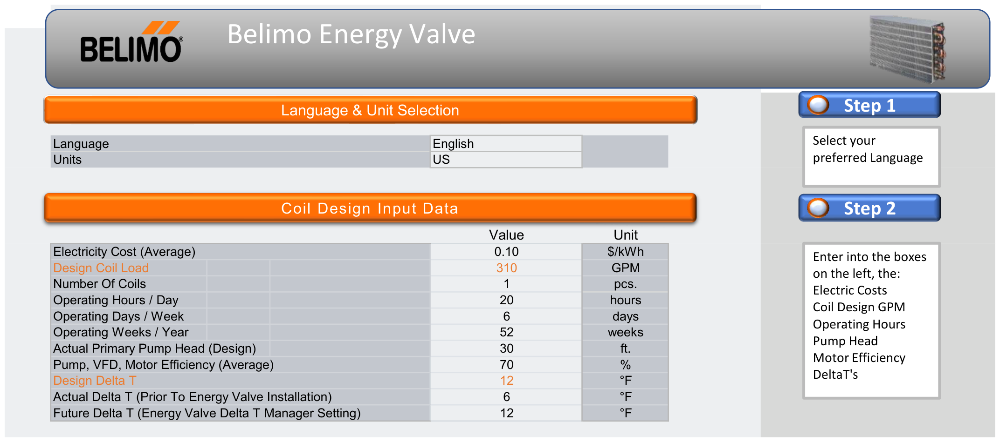 BELIMO®
Belimo Energy Valve
Language & Unit Selection
Step 1
Language English
Units US
Select your
preferred Language
Coil Design Input Data
Step 2
Value Unit
Electricity Cost (Average) 0.10 $/kWh
Design Coil Load 310 GPM
Number Of Coils 1 pcs.
Operating Hours / Day 20 hours
Operating Days / Week 6 days
Operating Weeks / Year 52 weeks
Actual Primary Pump Head (Design) 30 ft.
Pump, VFD, Motor Efficiency (Average) 70 %
Design Delta T 12 °F
Actual Delta T (Prior To Energy Valve Installation) 6 °F
Future Delta T (Energy Valve Delta T Manager Setting) 12 °F
Enter into the boxes
on the left, the:
Electric Costs
Coil Design GPM
Operating Hours
Pump Head
Motor Efficiency
DeltaT's